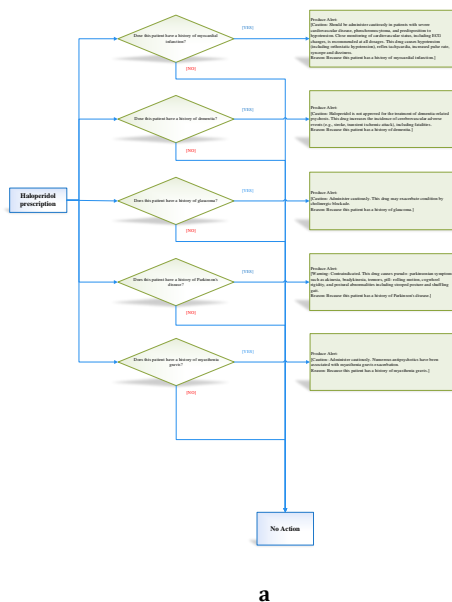 Does this patient have a history of myocardial
infarction?
[YES]
[NO]
Produce Alert:
[Caution: Should be administer cautiously in patients with severe
cardiovascular disease, pheochromocytoma, and predisposition to
hypotension. Close monitoring of cardiovascular status, including ECG
changes, is recommended at all dosages. This drug cause hypotension
(including orthostatic hypotension), reflex tachycardia, increased pulse rate,
syncope and dizziness.
Reason: Because this patient has a history of myocardial infarction.]
Does this patient have a history of dementia?
[YES]
[NO]
Produce Alert:
[Caution: Haloperidol is not approved for the treatment of dementia-related
psychosis. This drug increases the incidence of cerebrovascular adverse
events (e.g., stroke, transient ischemic attack), including fatalities.
Reason: Because this patient has a history of dementia.]
Haloperidol
prescription
Does this patient have a history of glaucoma?
[YES]
[NO]
Produce Alert:
[Caution: Administer cautiously. This drug may exacerbate condition by
cholinergic blockade.
Reason: Because this patient has a history of glaucoma.]
Does this patient have a history of Parkinson's
disease?
[YES]
[NO]
Produce Alert:
[Warning: Contraindicated. This drug causes pseudo- parkinsonian symptoms
such as akinesia, bradykinesia, tremors, pill- rolling motion, cogwheel
rigidity, and postural abnormalities including stooped posture and shuffling
gait.
Reason: Because this patient has a history of Parkinson's disease.]
Does this patient have a history of myasthenia
gravis?
[YES]
[NO]
Produce Alert:
[Caution: Administer cautiously. Numerous antipsychotics have been
associated with myasthenia gravis exacerbation.
Reason: Because this patient has a history of myasthenia gravis.]
No Action
a